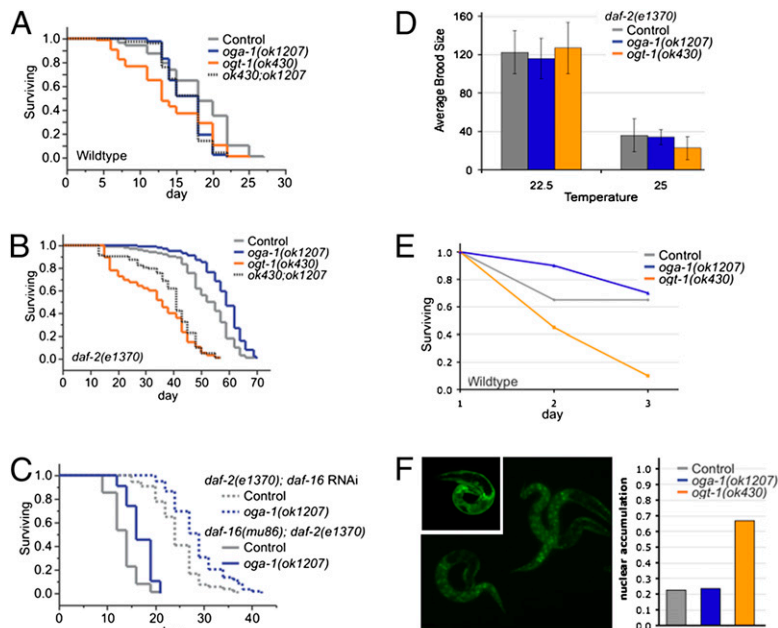 A
Control
oga-1(ok1207)
ogt-1(ok430)
ok430;ok1207
Surviving
1.0
0.8
0.6
0.4
0.2
0.0
Wildtype
0 5 10 15 20 25 30
day
B
Control
oga-1(ok1207)
ogt-1(ok430)
ok430;ok1207
Surviving
1.0
0.8
0.6
0.4
0.2
0.0
daf-2(e1370)
0 10 20 30 40 50 60 70
day
C
daf-2(e1370); daf-16 RNAi
Control
oga-1(ok1207)
daf-16(mu86); daf-2(e1370)
Control
oga-1(ok1207)
Surviving
1.0
0.8
0.6
0.4
0.2
0.0
0 10 20 30 40
D
daf-2(e1370)
Control
oga-1(ok1207)
ogt-1(ok430)
Average Brood Size
160
120
80
40
0
22.5 25
Temperature
E
Control
oga-1(ok1207)
ogt-1(ok430)
Surviving
1.0
0.8
0.6
0.4
0.2
0.0
Wildtype
1 2 3
day
F
Control
oga-1(ok1207)
ogt-1(ok430)
nuclear accumulation
1.0
0.9
0.8
0.7
0.6
0.5
0.4
0.3
0.2
0.1
0.0